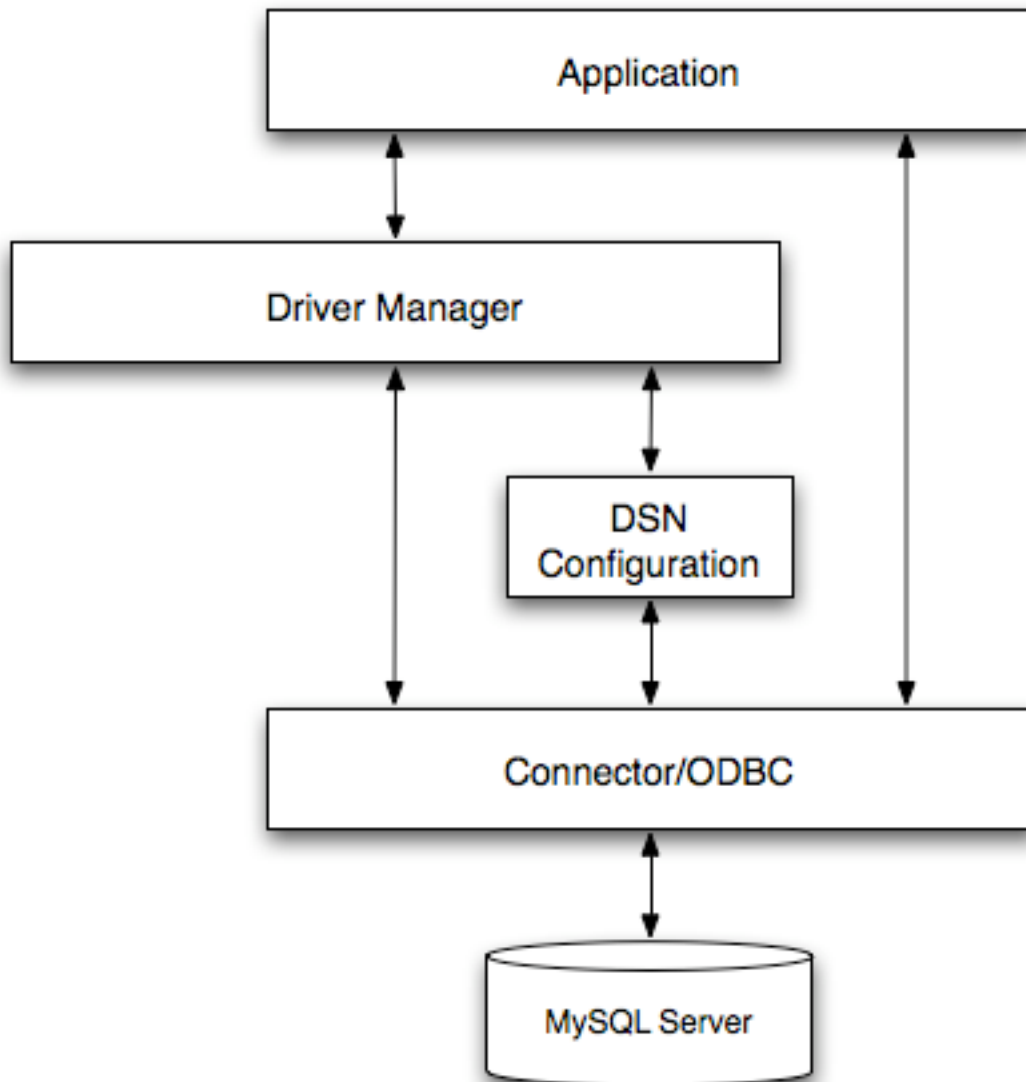 Application
Driver Manager
DSN
Configuration
Connector/ODBC
MySQL Server